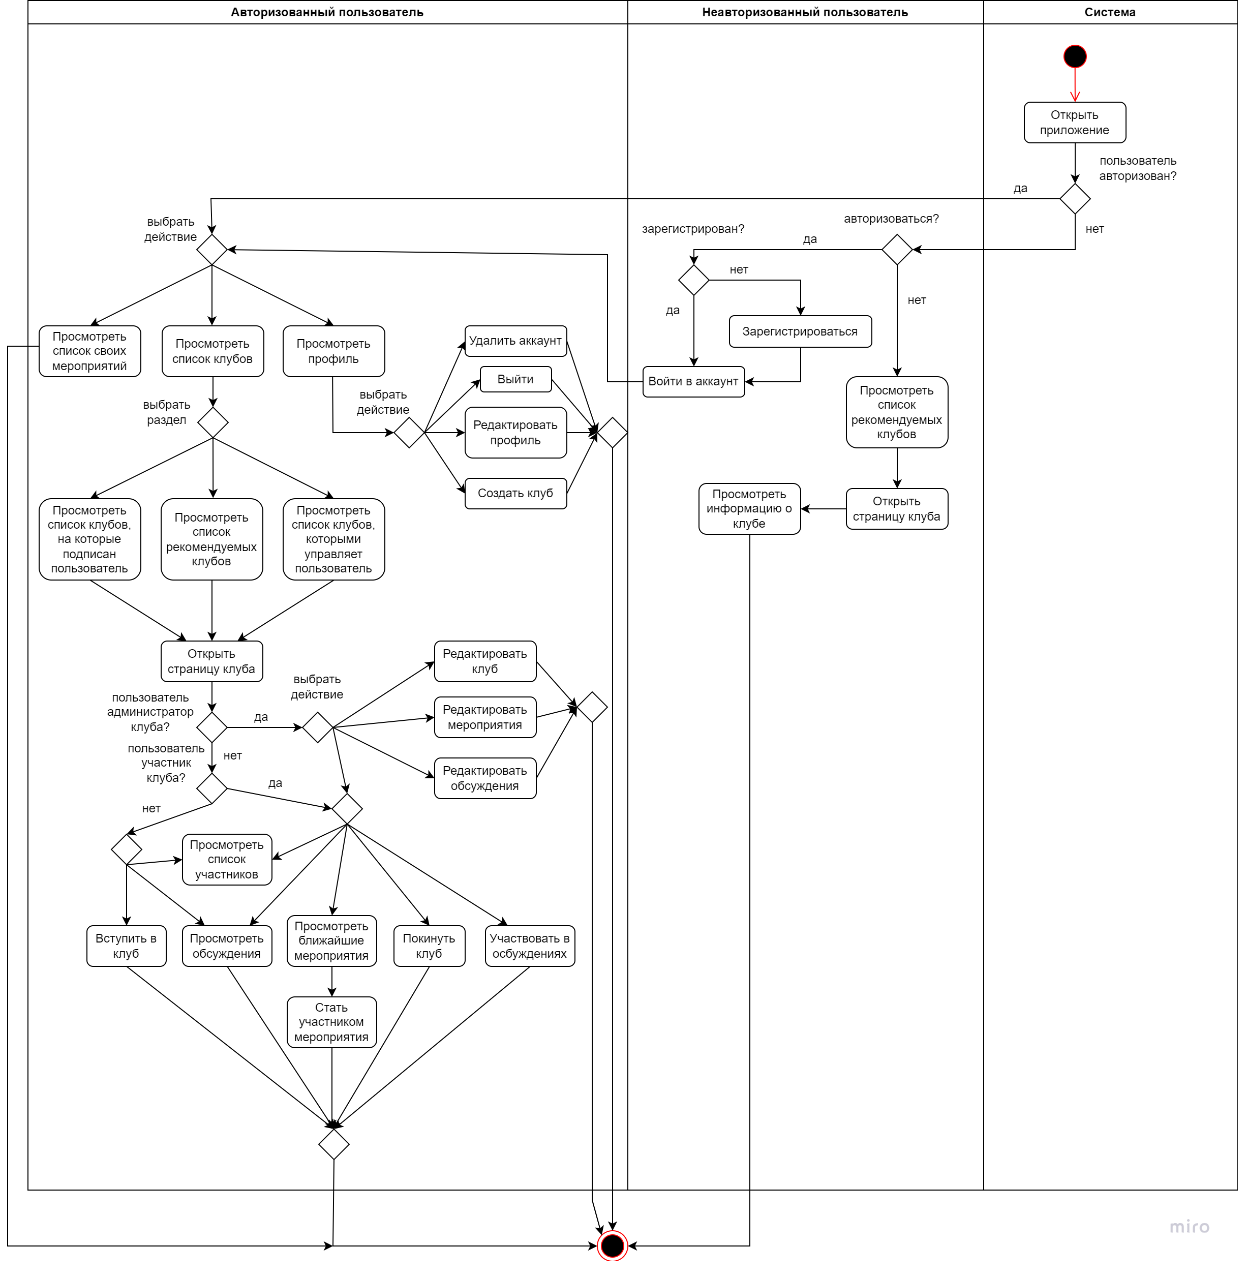 Авторизованный пользователь
Неавторизованный пользователь
Система
Открыть
приложение
пользователь
авторизован?
да
нет
выбрать
действие
зарегистрирован?
авторизоваться?
да
нет
да
нет
Зарегистрироваться
Войти в аккаунт
Просмотреть
список
рекомендуемых
клубов
Открыть
страницу клуба
Просмотреть
информацию о
клубе
Просмотреть
список своих
мероприятий
Просмотреть
список клубов
Просмотреть
профиль
выбрать
действие
Удалить аккаунт
Выйти
Редактировать
профиль
Создать клуб
выбрать
раздел
Просмотреть
список клубов,
на которые
подписан
пользователь
Просмотреть
список
рекомендуемых
клубов
Просмотреть
список клубов,
которыми
управляет
пользователь
Открыть
страницу клуба
пользователь
администратор
клуба?
да
нет
выбрать
действие
Редактировать
клуб
Редактировать
мероприятия
Редактировать
обсуждения
пользователь
участник
клуба?
да
нет
Просмотреть
список
участников
Вступить в
клуб
Просмотреть
обсуждения
Просмотреть
ближайшие
мероприятия
Покинуть
клуб
Участвовать в
осбуждениях
Стать
участником
мероприятия
miro